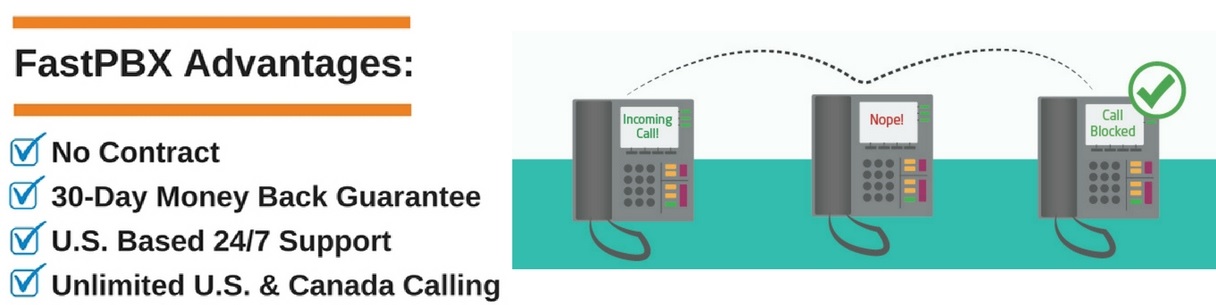 FastPBX Advantages:
No Contract
30-Day Money Back Guarantee
U.S. Based 24/7 Support
Unlimited U.S. & Canada Calling
Incoming
Call!
Nope!
Call
Blocked